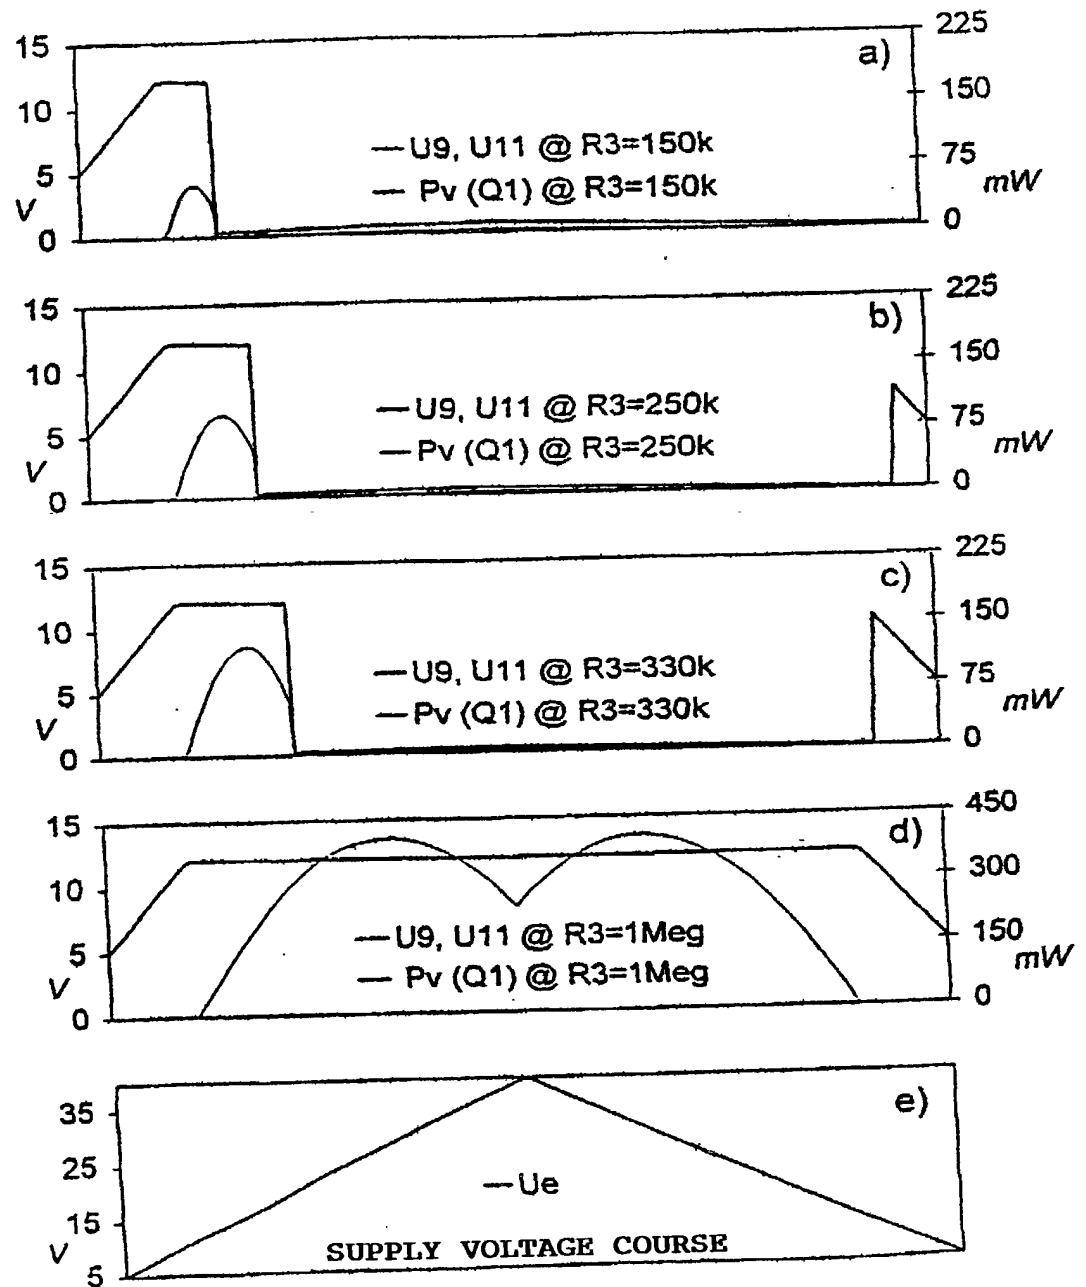 15
225
a)
10
150
—U9, U11 @ R3=150k
5
75
— Pv (Q1) @ R3=150k
V
mW
0
0
15
225
b)
10
150
—U9, U11 @ R3=250k
5
75
—Pv (Q1) @ R3=250k
V
mW
0
0
15
225
c)
10
150
—U9, U11 @ R3=330k
5
75
—Pv (Q1) @ R3=330k
V
mW
0
0
15
450
d)
10
300
—U9, U11 @ R3=1Meg
5
150
— Pv (Q1) @ R3=1Meg
V
mW
0
0
35
e)
25
—Ue
15
V
SUPPLY VOLTAGE COURSE
5